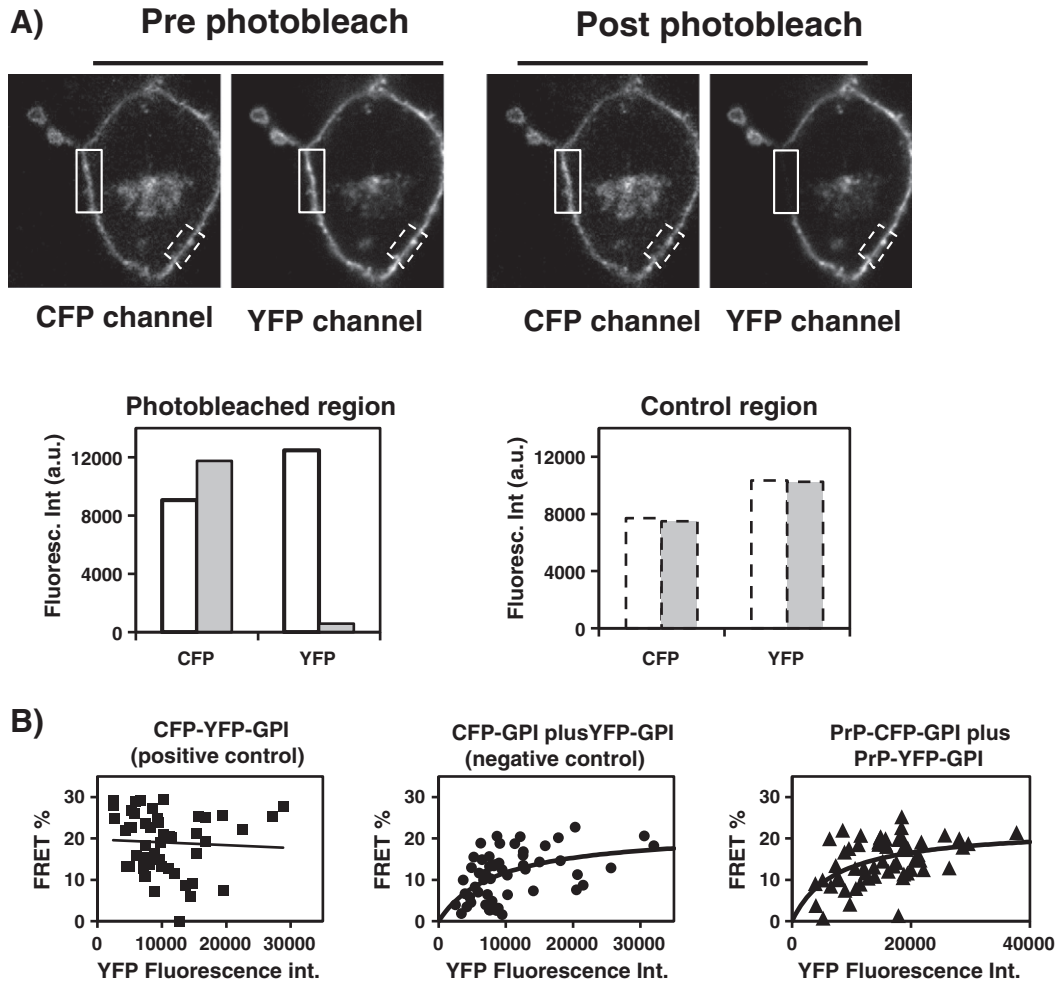 A)
Pre photobleach
Post photobleach
CFP channel
YFP channel
CFP channel
YFP channel
Photobleached region
Fluoresc. Int (a.u.)
12000
8000
4000
0
CFP
YFP
Control region
Fluoresc. Int (a.u.)
12000
8000
4000
0
CFP
YFP
B)
CFP-YFP-GPI
(positive control)
FRET %
30
20
10
0
0
10000
20000
30000
YFP Fluorescence int.
CFP-GPI plusYFP-GPI
(negative control)
FRET %
30
20
10
0
0
10000
20000
30000
YFP Fluorescence Int.
PrP-CFP-GPI plus
PrP-YFP-GPI
FRET %
30
20
10
0
0
20000
40000
YFP Fluorescence Int.